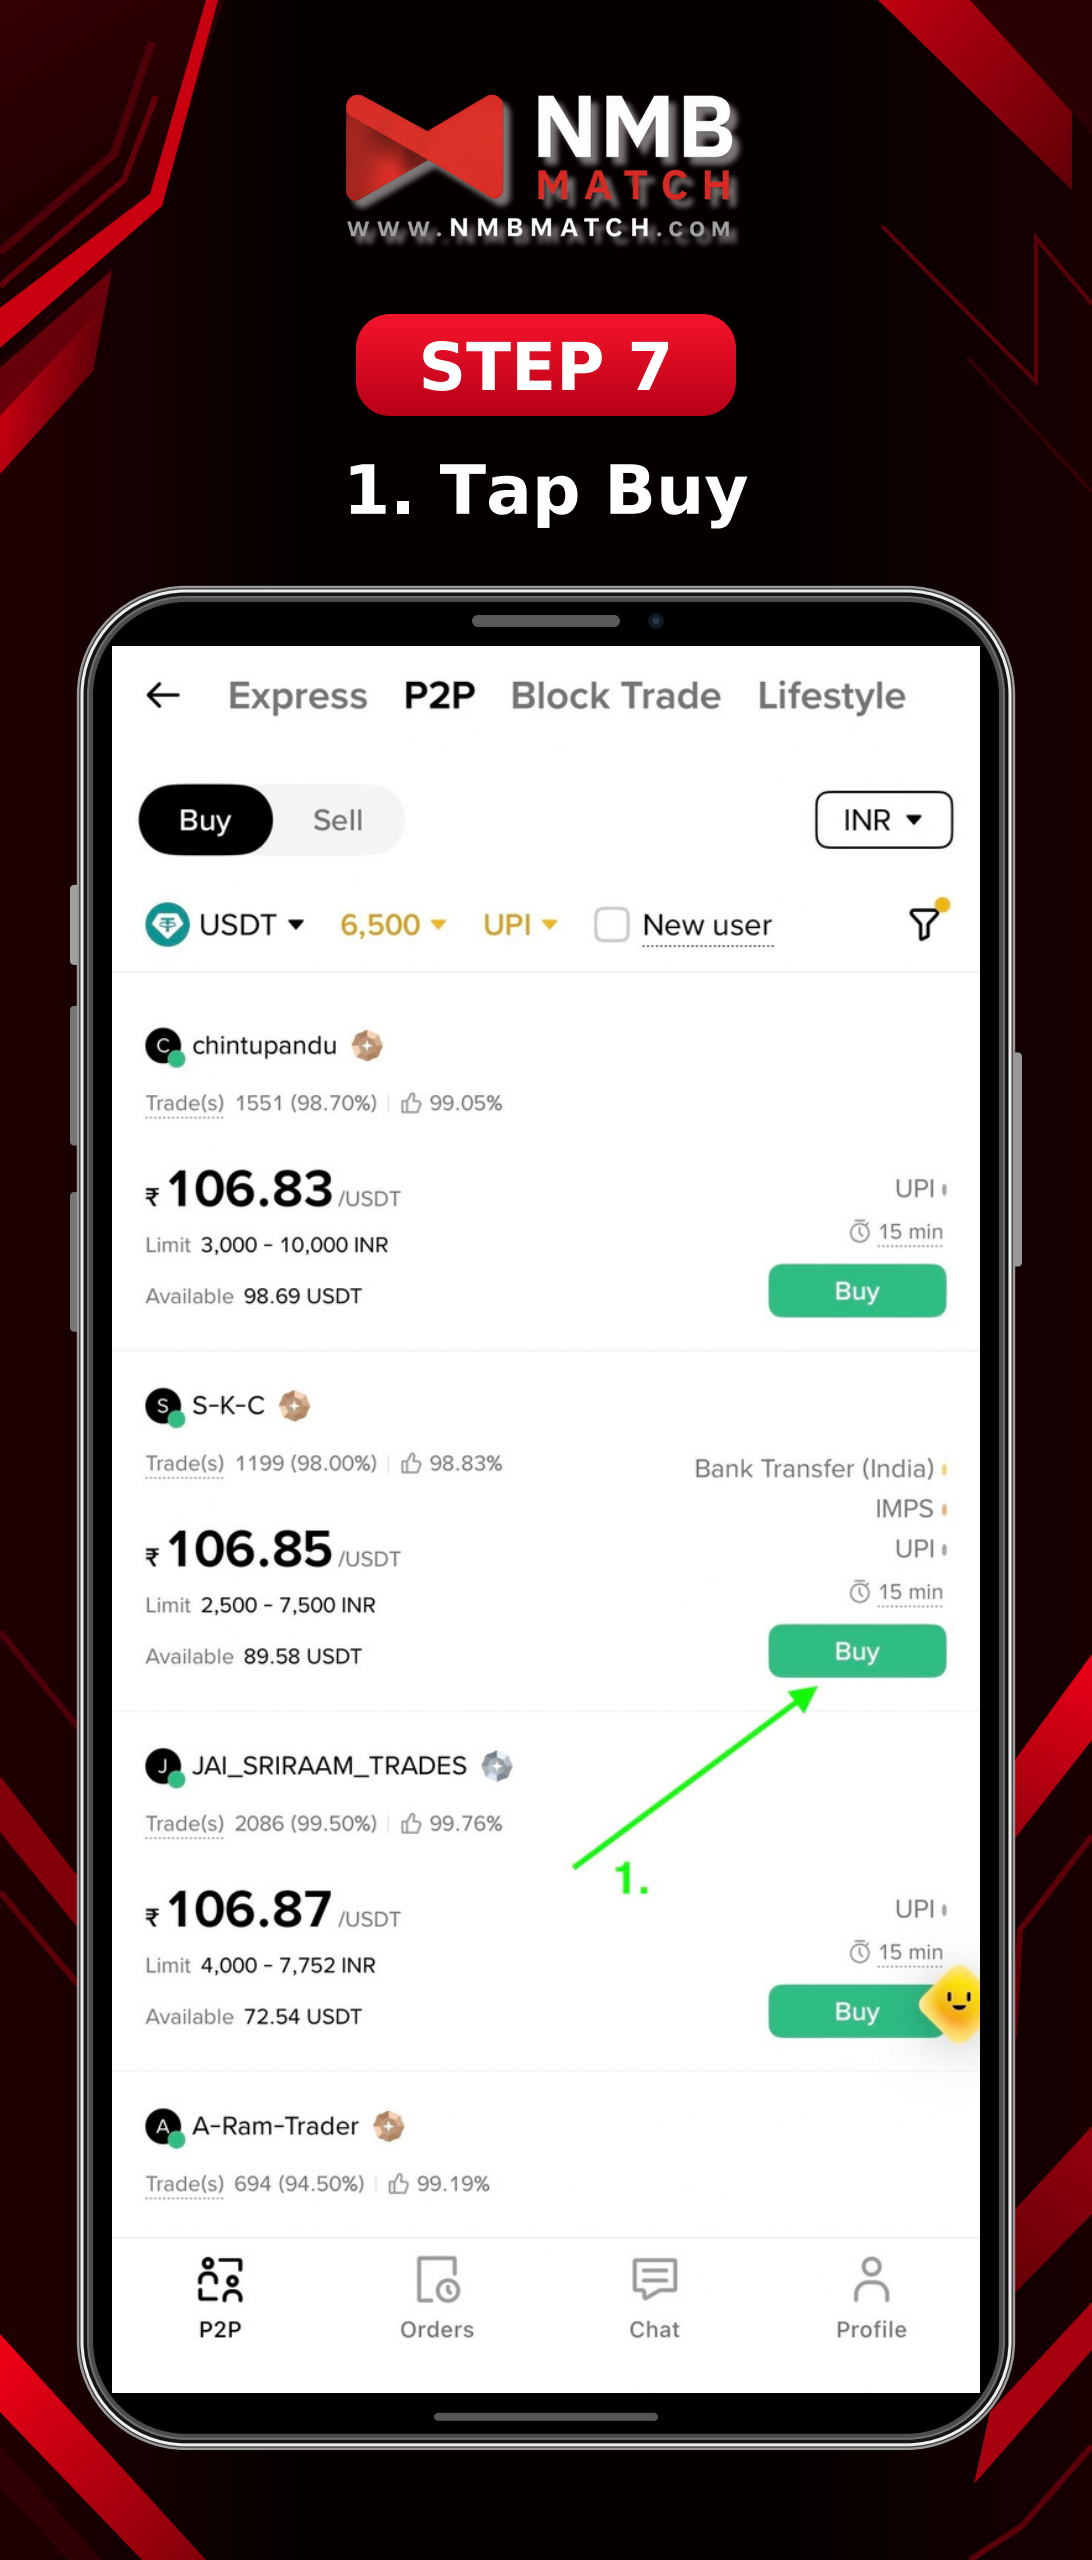 NMB
MATCH
WWW.NMBMATCH.COM
STEP 7
1. Tap Buy
Express P2P Block Trade Lifestyle
Buy Sell INR
USDT 6,500 UPI New user
C chintupandu
Trade(s) 1551 (98.70%) 99.05%
₹ 106.83 /USDT UPI
15 min
Limit 3,000 - 10,000 INR
Available 98.69 USDT Buy
S S-K-C
Trade(s) 1199 (98.00%) 98.83%
Bank Transfer (India)
IMPS
₹ 106.85 /USDT UPI
15 min
Limit 2,500 - 7,500 INR
Available 89.58 USDT Buy
J JAI_SRIRAAM_TRADES
Trade(s) 2086 (99.50%) 99.76%
1.
₹ 106.87 /USDT UPI
15 min
Limit 4,000 - 7,752 INR
Available 72.54 USDT Buy
A A-Ram-Trader
Trade(s) 694 (94.50%) 99.19%
P2P Orders Chat Profile